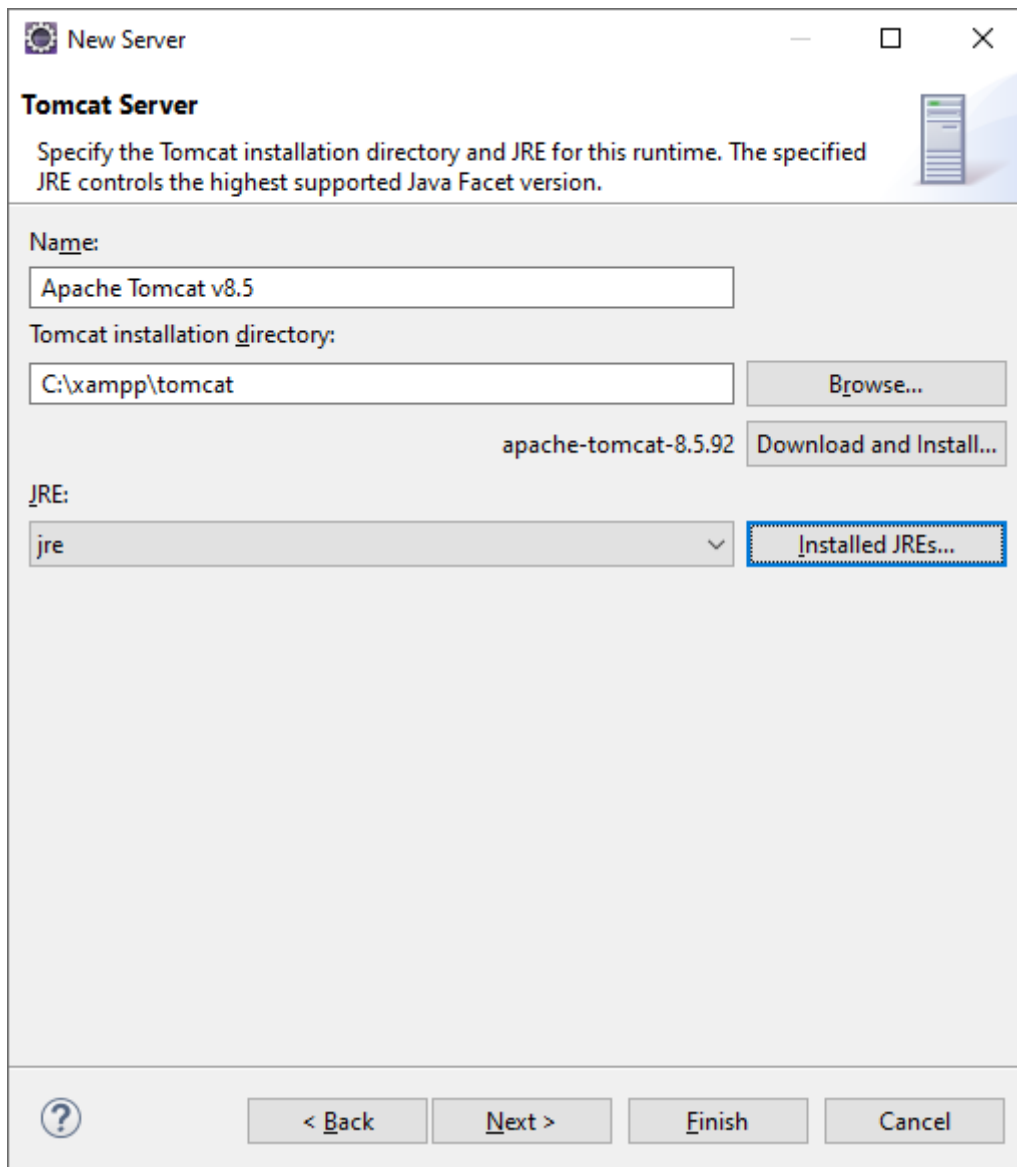 New Server
Tomcat Server
Specify the Tomcat installation directory and JRE for this runtime. The specified
JRE controls the highest supported Java Facet version.
Name:
Apache Tomcat v8.5
Tomcat installation directory:
C:\xampp\tomcat
Browse...
apache-tomcat-8.5.92
Download and Install...
JRE:
jre
Installed JREs...
?
< Back
Next >
Finish
Cancel